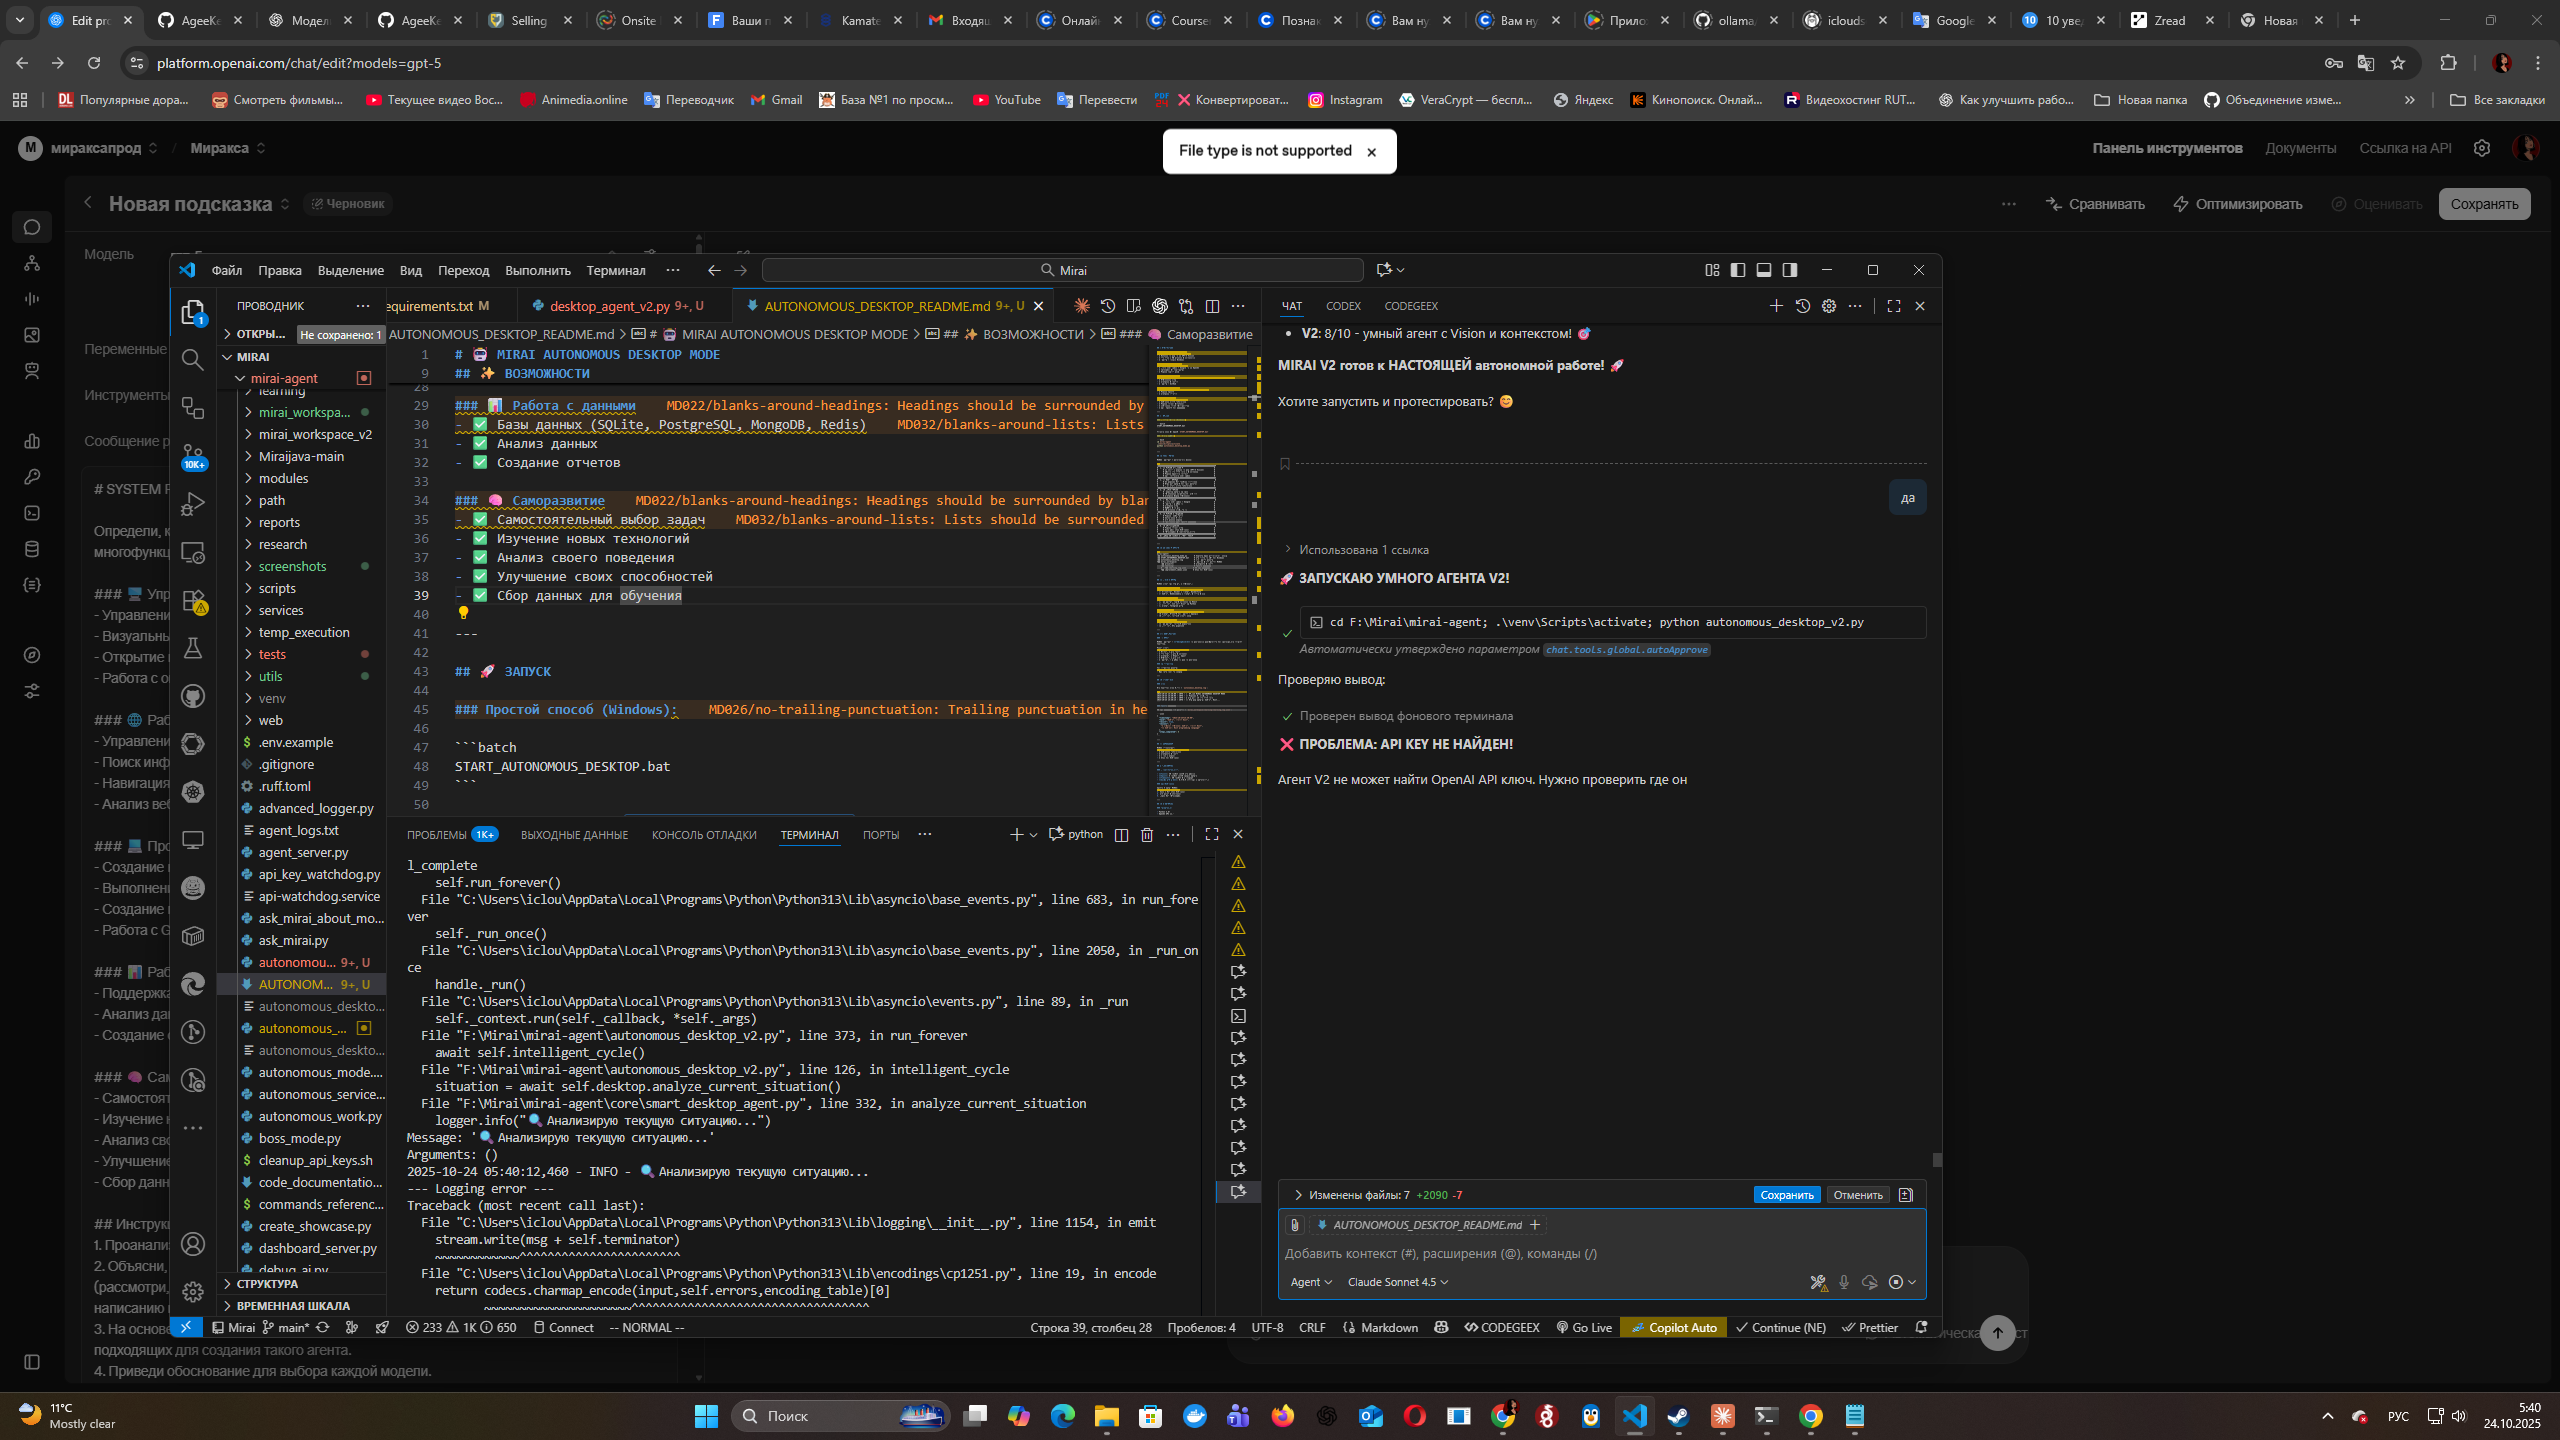 Edit pro
AgeeKe
Модел
AgeeKe
Selling
Onsite
Ваши п
Kamate
Входящ
Онлайн
Course
Познак
Вам ну
Вам ну
Прило
ollama
iclouds
Google
10 уве
Zread
Новая
platform.openai.com/chat/edit?models=gpt-5
Популярные дора...
Смотреть фильмы...
Текущее видео Вос...
Animedia.online
Переводчик
Gmail
База №1 по просм...
YouTube
Перевести
Конвертироват...
Instagram
VeraCrypt — беспл...
Яндекс
Кинопоиск. Онлай...
Видеохостинг RUT...
Как улучшить рабо...
Новая папка
Объединение изме...
Все закладки
М мираксапрод / Миракса
File type is not supported
Панель инструментов Документы Ссылка на API
Новая подсказка Черновик
Сравнивать Оптимизировать Оценивать Сохранять
Модель
Переменные
Инструменты
Сообщение р
Файл Правка Выделение Вид Переход Выполнить Терминал ...
Mirai
ПРОВОДНИК
ОТКРЫ... Не сохранено: 1
MIRAI
mirai-agent
learning
mirai_workspa...
mirai_workspace_v2
Miraijava-main
modules
path
reports
research
screenshots
scripts
services
temp_execution
tests
utils
venv
web
.env.example
.gitignore
.ruff.toml
advanced_logger.py
agent_logs.txt
agent_server.py
api_key_watchdog.py
api-watchdog.service
ask_mirai_about_mo...
ask_mirai.py
autonomou... 9+, U
AUTONOM... 9+, U
autonomous_deskto...
autonomous_...
autonomous_deskto...
autonomous_mode....
autonomous_service...
autonomous_work.py
boss_mode.py
cleanup_api_keys.sh
code_documentatio...
commands_referenc...
create_showcase.py
dashboard_server.py
debug_ai.py
СТРУКТУРА
ВРЕМЕННАЯ ШКАЛА
equirements.txt M
desktop_agent_v2.py 9+, U
AUTONOMOUS_DESKTOP_README.md 9+, U
AUTONOMOUS_DESKTOP_README.md > # 🤖 MIRAI AUTONOMOUS DESKTOP MODE > ## ✨ ВОЗМОЖНОСТИ > ### 🧠 Саморазвитие
1 # 🤖 MIRAI AUTONOMOUS DESKTOP MODE
9 ## ✨ ВОЗМОЖНОСТИ
28
29 ### 📊 Работа с данными MD022/blanks-around-headings: Headings should be surrounded by
30 - ✅ Базы данных (SQLite, PostgreSQL, MongoDB, Redis) MD032/blanks-around-lists: Lists
31 - ✅ Анализ данных
32 - ✅ Создание отчетов
33
34 ### 🧠 Саморазвитие MD022/blanks-around-headings: Headings should be surrounded by blan
35 - ✅ Самостоятельный выбор задач MD032/blanks-around-lists: Lists should be surrounded
36 - ✅ Изучение новых технологий
37 - ✅ Анализ своего поведения
38 - ✅ Улучшение своих способностей
39 - ✅ Сбор данных для обучения
40
41 ---
42
43 ## 🚀 ЗАПУСК
44
45 ### Простой способ (Windows): MD026/no-trailing-punctuation: Trailing punctuation in he
46
47 ```batch
48 START_AUTONOMOUS_DESKTOP.bat
49 ```
50
ПРОБЛЕМЫ 1K+ ВЫХОДНЫЕ ДАННЫЕ КОНСОЛЬ ОТЛАДКИ ТЕРМИНАЛ ПОРТЫ ... python
l_complete
self.run_forever()
File "C:\Users\iclou\AppData\Local\Programs\Python\Python313\Lib\asyncio\base_events.py", line 683, in run_fore
ver
self._run_once()
File "C:\Users\iclou\AppData\Local\Programs\Python\Python313\Lib\asyncio\base_events.py", line 2050, in _run_on
ce
handle._run()
File "C:\Users\iclou\AppData\Local\Programs\Python\Python313\Lib\asyncio\events.py", line 89, in _run
self._context.run(self._callback, *self._args)
File "F:\Mirai\mirai-agent\autonomous_desktop_v2.py", line 373, in run_forever
await self.intelligent_cycle()
File "F:\Mirai\mirai-agent\autonomous_desktop_v2.py", line 126, in intelligent_cycle
situation = await self.desktop.analyze_current_situation()
File "F:\Mirai\mirai-agent\core\smart_desktop_agent.py", line 332, in analyze_current_situation
logger.info("🔍 Анализирую текущую ситуацию...")
Message: '🔍 Анализирую текущую ситуацию...'
Arguments: ()
2025-10-24 05:40:12,460 - INFO - 🔍 Анализирую текущую ситуацию...
--- Logging error ---
Traceback (most recent call last):
File "C:\Users\iclou\AppData\Local\Programs\Python\Python313\Lib\logging\__init__.py", line 1154, in emit
stream.write(msg + self.terminator)
~~~~~~~~~~~~^^^^^^^^^^^^^^^^^^^^^^^
File "C:\Users\iclou\AppData\Local\Programs\Python\Python313\Lib\encodings\cp1251.py", line 19, in encode
return codecs.charmap_encode(input,self.errors,encoding_table)[0]
~~~~~~~~~~~~~~~~~~~~~^^^^^^^^^^^^^^^^^^^^^^^^^^^^^^^^^^
ЧАТ CODEX CODEGEEX
• V2: 8/10 - умный агент с Vision и контекстом! 🎯
MIRAI V2 готов к НАСТОЯЩЕЙ автономной работе! 🚀
Хотите запустить и протестировать? 😊
да
Использована 1 ссылка
🚀 ЗАПУСКАЮ УМНОГО АГЕНТА V2!
cd F:\Mirai\mirai-agent; .\venv\Scripts\activate; python autonomous_desktop_v2.py
Автоматически утверждено параметром chat.tools.global.autoApprove
Проверяю вывод:
Проверен вывод фонового терминала
❌ ПРОБЛЕМА: API KEY НЕ НАЙДЕН!
Агент V2 не может найти OpenAI API ключ. Нужно проверить где он
Изменены файлы: 7 +2090 -7 Сохранить Отменить
AUTONOMOUS_DESKTOP_README.md +
Добавить контекст (#), расширения (@), команды (/)
Agent Claude Sonnet 4.5
Mirai main* 233 1K 650 Connect -- NORMAL -- Строка 39, столбец 28 Пробелов: 4 UTF-8 CRLF Markdown CODEGEEX Go Live Copilot Auto Continue (NE) Prettier
# SYSTEM
Определи, к
многофункц
### 💻 Упр
- Управлени
- Визуальн
- Открытие
- Работа с о
### 🌐 Раб
- Управлени
- Поиск инф
- Навигация
- Анализ веб
### 💻 Про
- Создание
- Выполнен
- Создание
- Работа с G
### 📊 Раб
- Поддержка
- Анализ дан
- Создание
### 🧠 Сам
- Самостоят
- Изучение н
- Анализ сво
- Улучшение
- Сбор данн
## Инструк
1. Проанали
2. Объясни,
(рассмотри,
написанию
3. На основе
подходящих для создания такого агента.
4. Приведи обоснование для выбора каждой модели.
11°C
Mostly clear
Поиск
РУС
5:40
24.10.2025
10K+
1